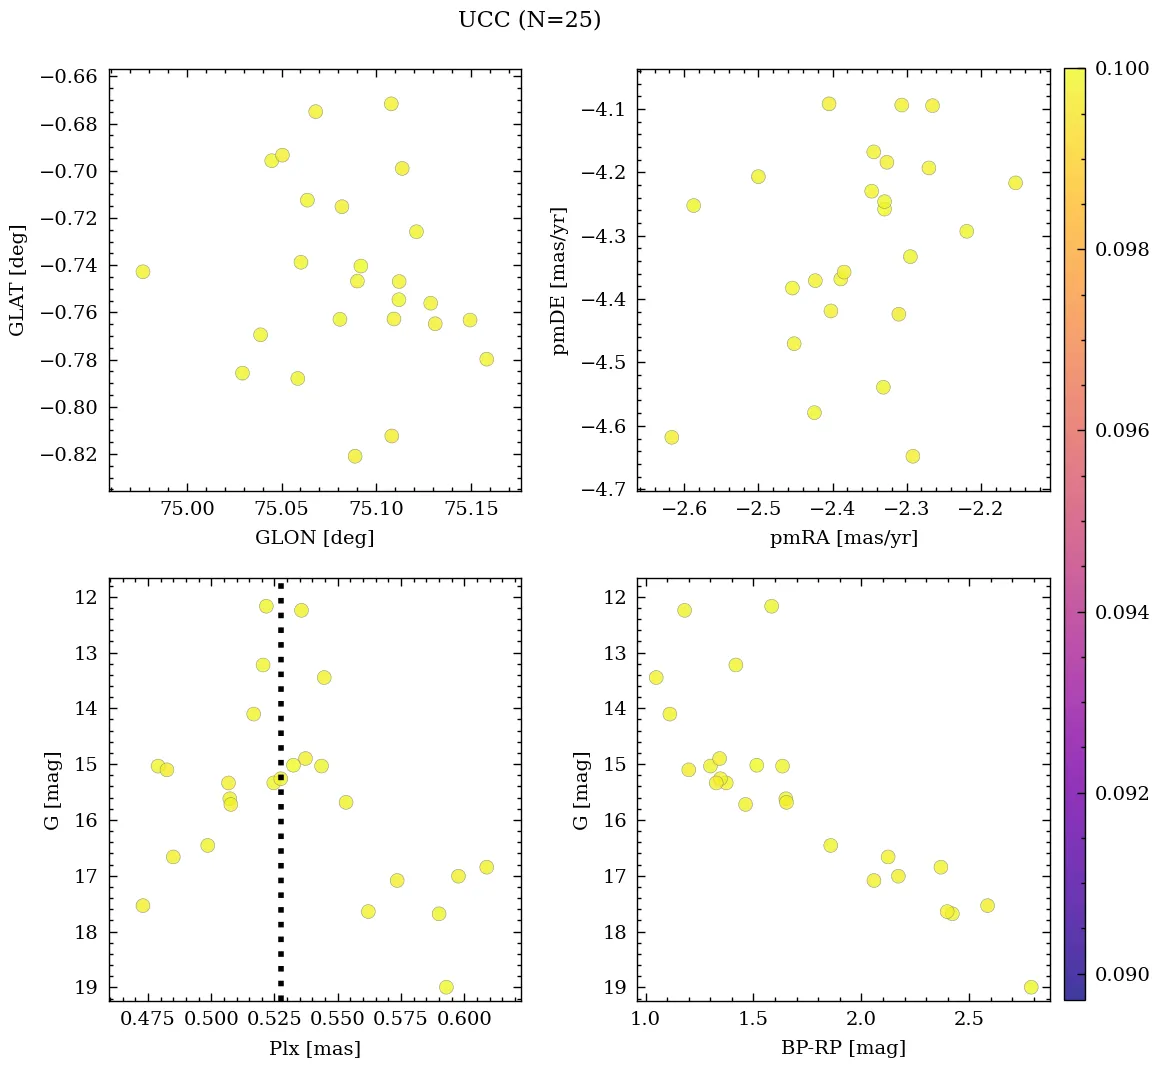 UCC (N=25)
−0.66
−0.68
−0.70
−0.72
−0.74
−0.76
−0.78
−0.80
−0.82
GLAT [deg]
75.00 75.05 75.10 75.15
GLON [deg]
−4.1
−4.2
−4.3
−4.4
−4.5
−4.6
−4.7
pmDE [mas/yr]
−2.6 −2.5 −2.4 −2.3 −2.2
pmRA [mas/yr]
12
13
14
15
16
17
18
19
G [mag]
0.475 0.500 0.525 0.550 0.575 0.600
Plx [mas]
12
13
14
15
16
17
18
19
G [mag]
1.0 1.5 2.0 2.5
BP-RP [mag]
0.100
0.098
0.096
0.094
0.092
0.090